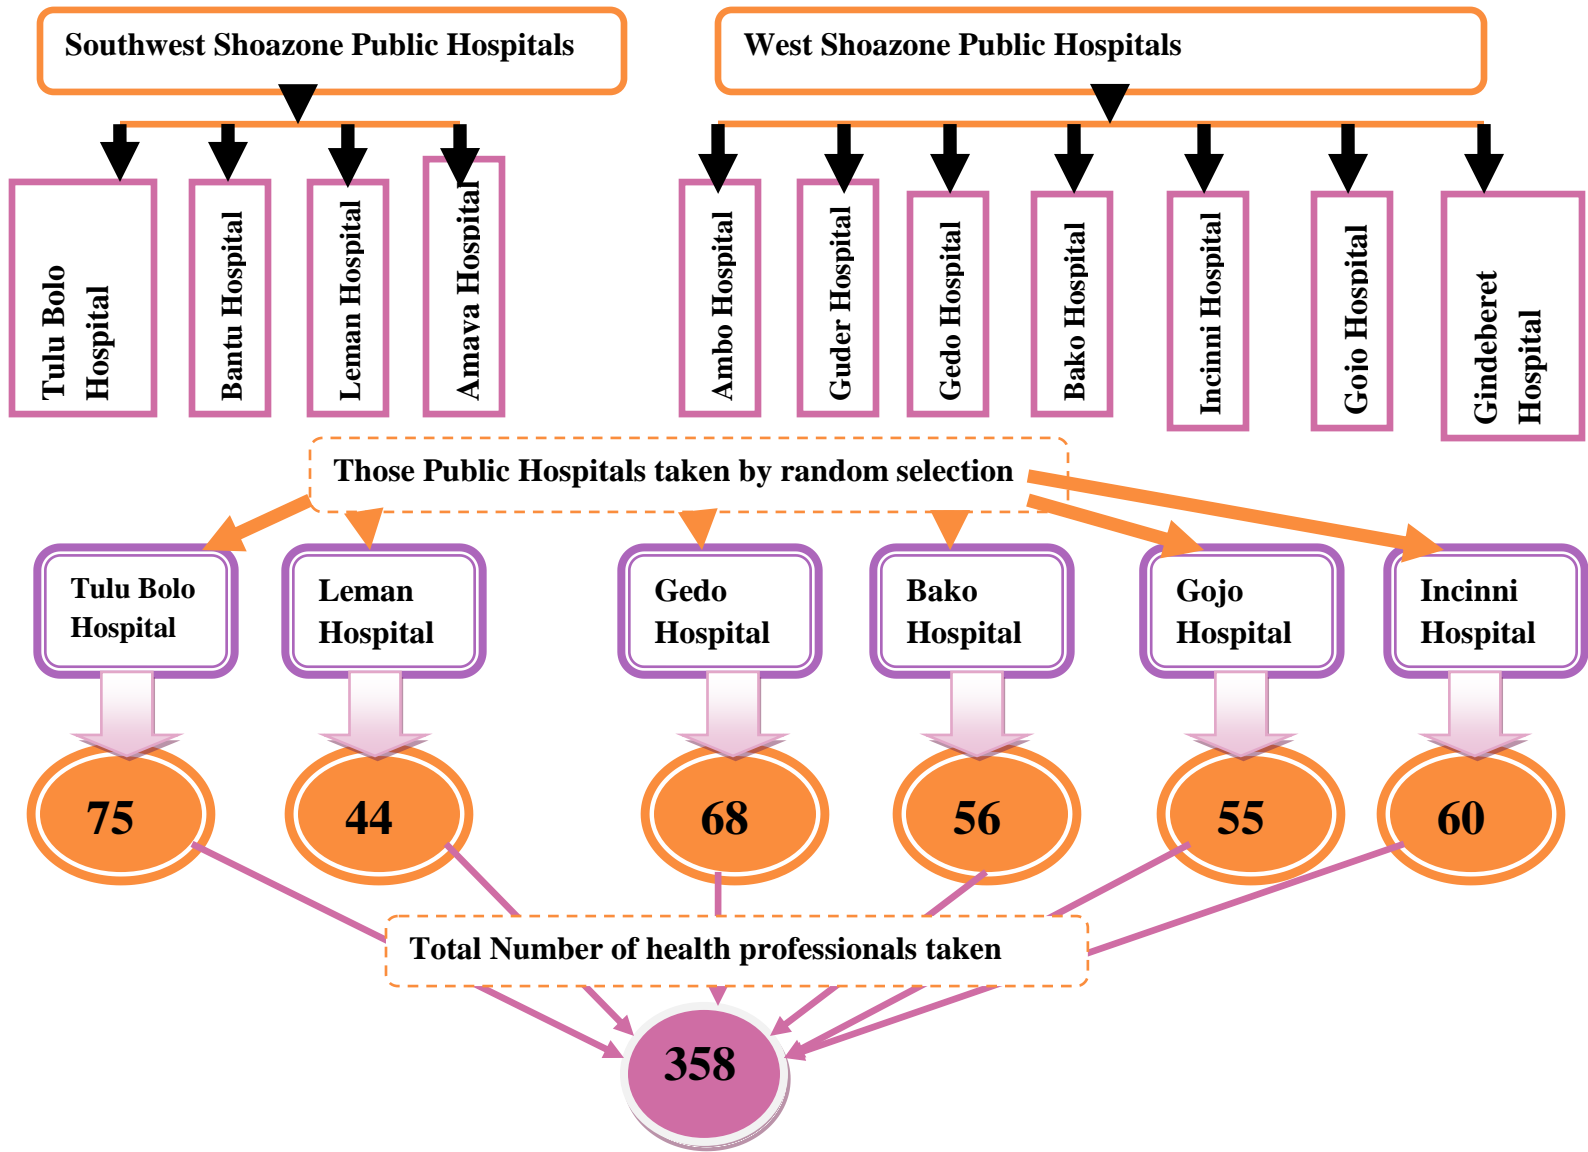 Southwest Shoazone Public Hospitals
West Shoazone Public Hospitals
Tulu Bolo
Hospital
Bantu Hospital
Leman Hospital
Amaya Hospital
Ambo Hospital
Guder Hospital
Gedo Hospital
Bako Hospital
Incinni Hospital
Gojo Hospital
Gindeberet
Hospital
Those Public Hospitals taken by random selection
Tulu Bolo
Hospital
Leman
Hospital
Gedo
Hospital
Bako
Hospital
Gojo
Hospital
Incinni
Hospital
75
44
68
56
55
60
Total Number of health professionals taken
358